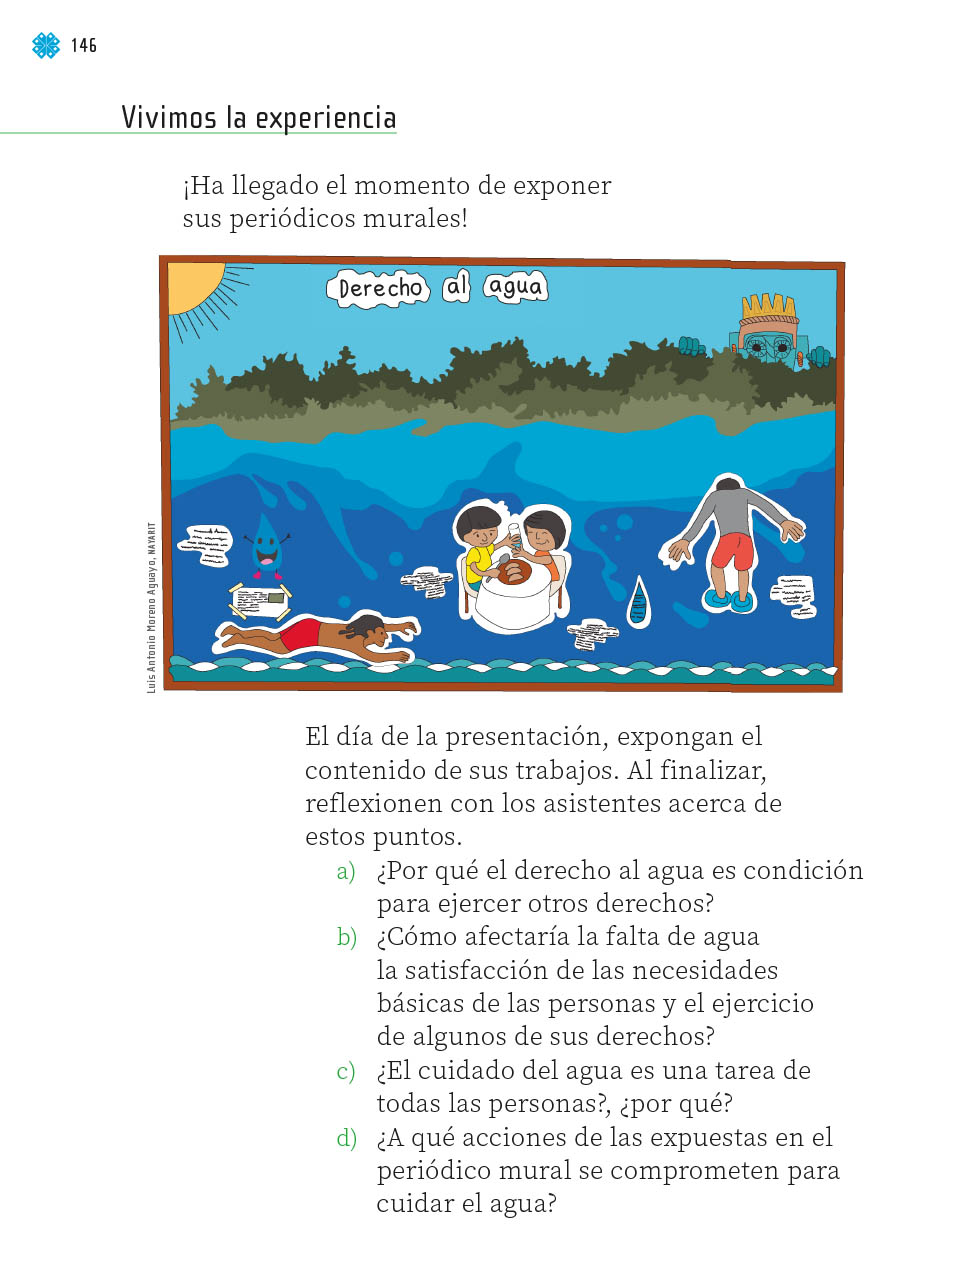 146
Vivimos la experiencia
¡Ha llegado el momento de exponer
sus periódicos murales!
Derecho al agua
Luis Antonio Moreno Aguayo, NAYARIT
El día de la presentación, expongan el
contenido de sus trabajos. Al finalizar,
reflexionen con los asistentes acerca de
estos puntos.
a) ¿Por qué el derecho al agua es condición
para ejercer otros derechos?
b) ¿Cómo afectaría la falta de agua
la satisfacción de las necesidades
básicas de las personas y el ejercicio
de algunos de sus derechos?
c) ¿El cuidado del agua es una tarea de
todas las personas?, ¿por qué?
d) ¿A qué acciones de las expuestas en el
periódico mural se comprometen para
cuidar el agua?